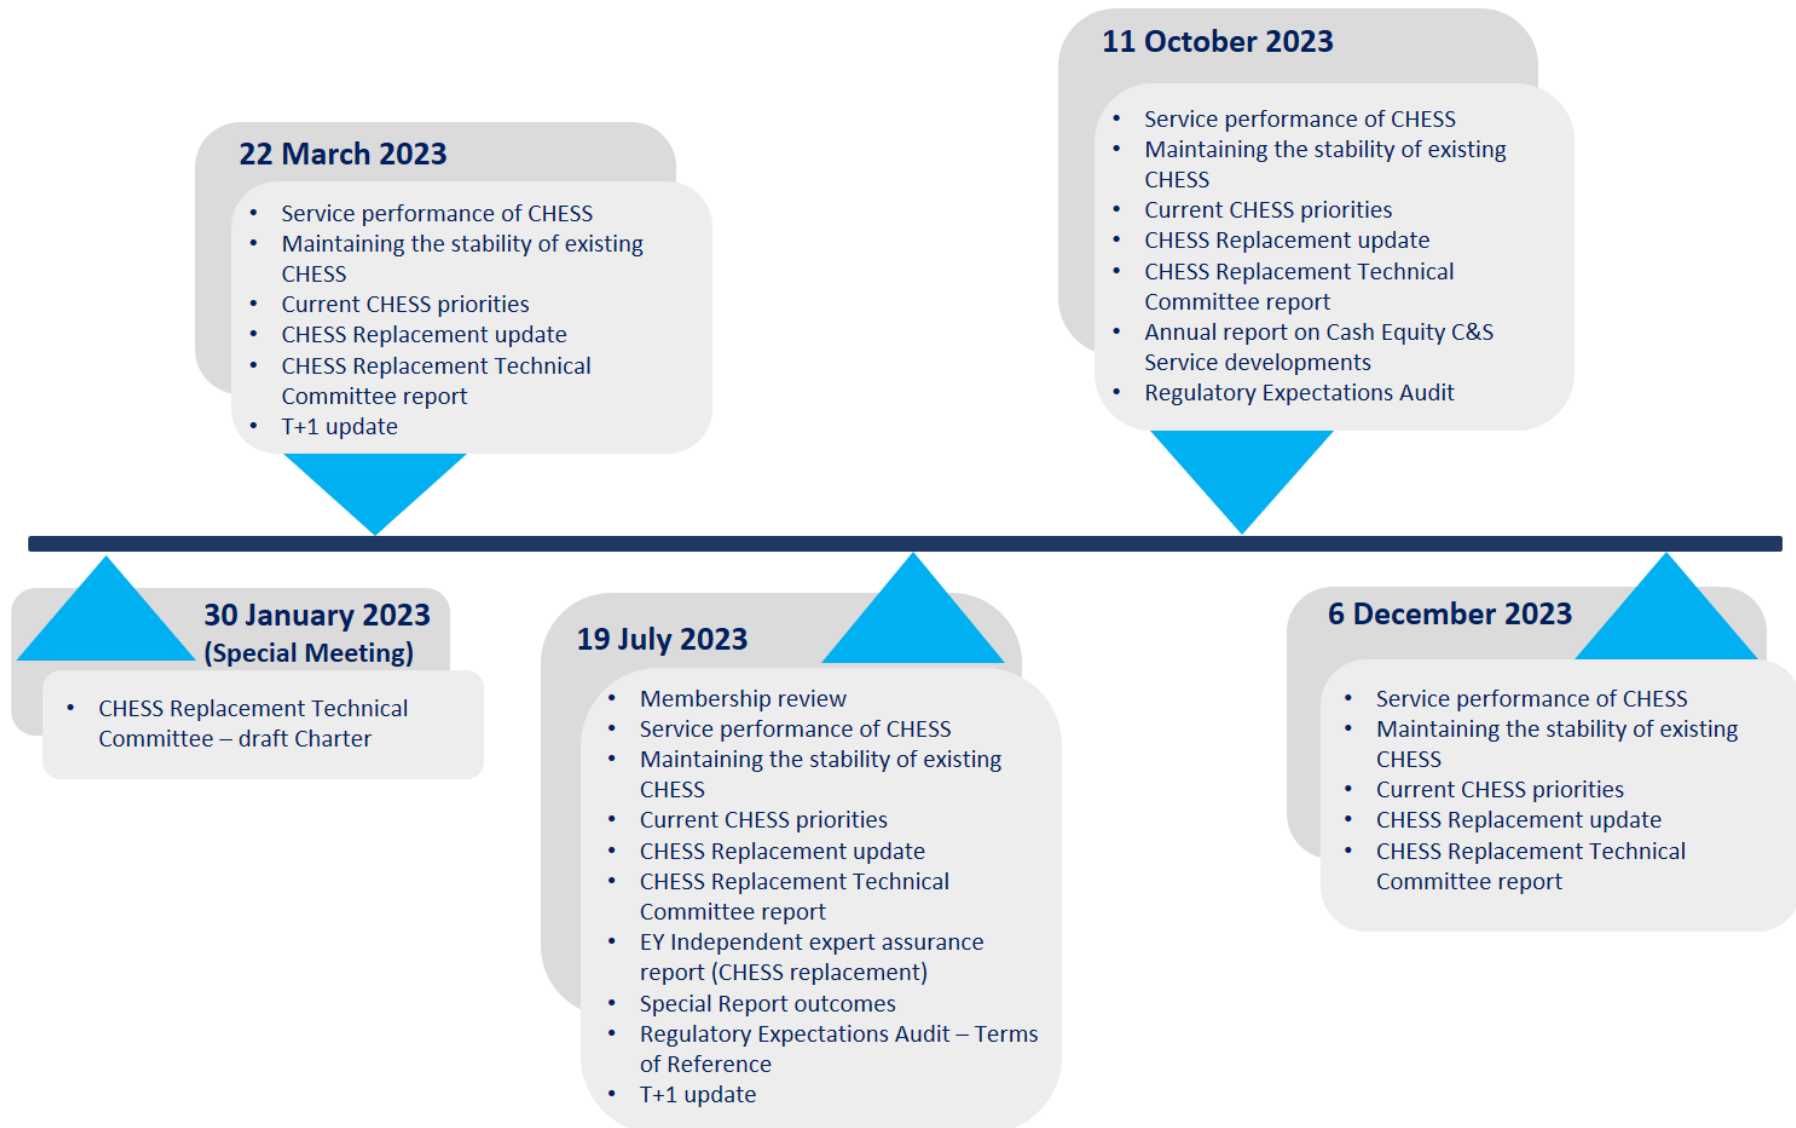 22 March 2023
• Service performance of CHESS
• Maintaining the stability of existing
CHESS
• Current CHESS priorities
• CHESS Replacement update
• CHESS Replacement Technical
Committee report
• T+1 update
11 October 2023
• Service performance of CHESS
• Maintaining the stability of existing
CHESS
• Current CHESS priorities
• CHESS Replacement update
• CHESS Replacement Technical
Committee report
• Annual report on Cash Equity C&S
Service developments
• Regulatory Expectations Audit
30 January 2023
(Special Meeting)
• CHESS Replacement Technical
Committee – draft Charter
19 July 2023
• Membership review
• Service performance of CHESS
• Maintaining the stability of existing
CHESS
• Current CHESS priorities
• CHESS Replacement update
• CHESS Replacement Technical
Committee report
• EY Independent expert assurance
report (CHESS replacement)
• Special Report outcomes
• Regulatory Expectations Audit – Terms
of Reference
• T+1 update
6 December 2023
• Service performance of CHESS
• Maintaining the stability of existing
CHESS
• Current CHESS priorities
• CHESS Replacement update
• CHESS Replacement Technical
Committee report